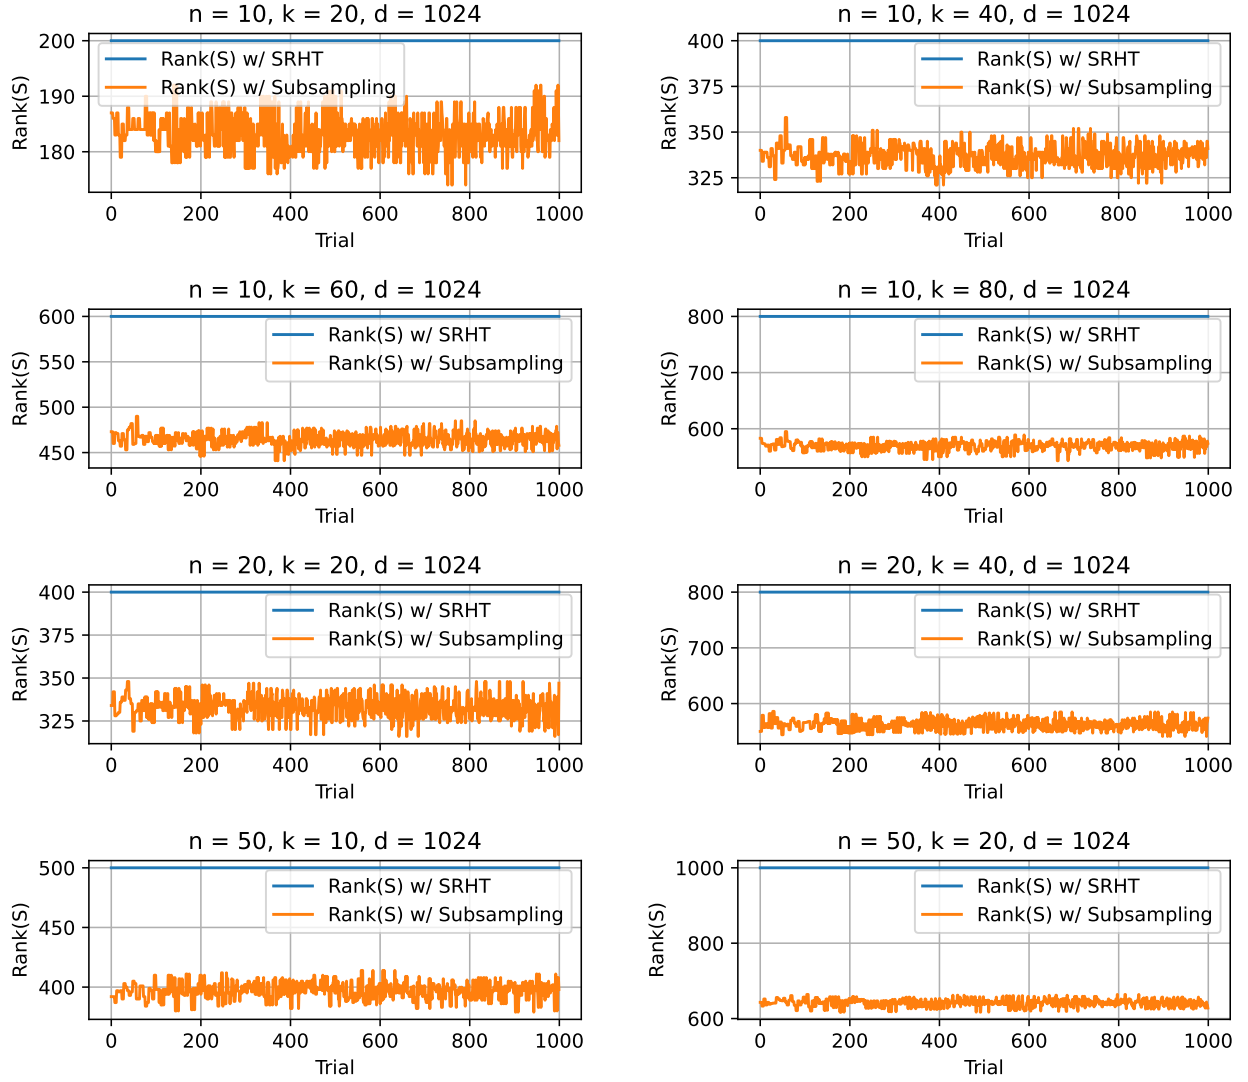 n = 10, k = 20, d = 1024
200
190
180
Rank(S)
Rank(S) w/ SRHT
Rank(S) w/ Subsampling
0 200 400 600 800 1000
Trial
n = 10, k = 40, d = 1024
400
375
350
325
Rank(S)
Rank(S) w/ SRHT
Rank(S) w/ Subsampling
0 200 400 600 800 1000
Trial
n = 10, k = 60, d = 1024
600
550
500
450
Rank(S)
Rank(S) w/ SRHT
Rank(S) w/ Subsampling
0 200 400 600 800 1000
Trial
n = 10, k = 80, d = 1024
800
700
600
Rank(S)
Rank(S) w/ SRHT
Rank(S) w/ Subsampling
0 200 400 600 800 1000
Trial
n = 20, k = 20, d = 1024
400
375
350
325
Rank(S)
Rank(S) w/ SRHT
Rank(S) w/ Subsampling
0 200 400 600 800 1000
Trial
n = 20, k = 40, d = 1024
800
700
600
Rank(S)
Rank(S) w/ SRHT
Rank(S) w/ Subsampling
0 200 400 600 800 1000
Trial
n = 50, k = 10, d = 1024
500
450
400
Rank(S)
Rank(S) w/ SRHT
Rank(S) w/ Subsampling
0 200 400 600 800 1000
Trial
n = 50, k = 20, d = 1024
1000
800
600
Rank(S)
Rank(S) w/ SRHT
Rank(S) w/ Subsampling
0 200 400 600 800 1000
Trial